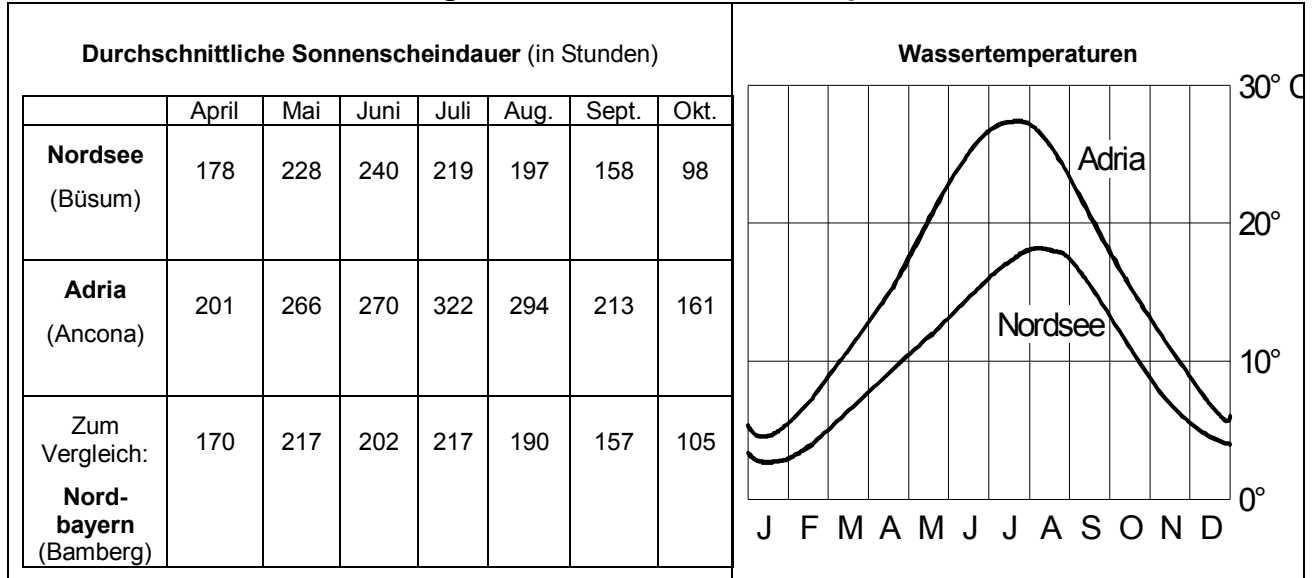 Durchschnittliche Sonnenscheindauer (in Stunden)
April Mai Juni Juli Aug. Sept. Okt.
Nordsee
(Büsum)
178 228 240 219 197 158 98
Adria
(Ancona)
201 266 270 322 294 213 161
Zum
Vergleich:
Nord-
bayern
(Bamberg)
170 217 202 217 190 157 105
Wassertemperaturen
30° C
Adria
20°
Nordsee
10°
0°
J F M A M J J A S O N D